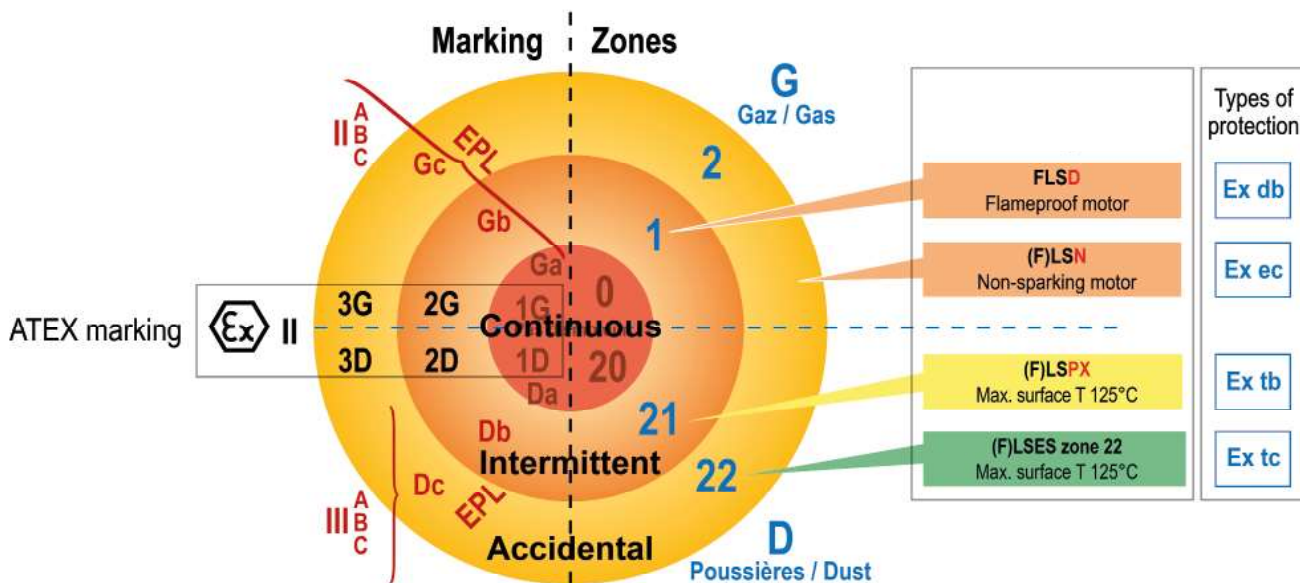 Marking Zones
G
Gaz / Gas
II A B C
EPL
Gc
Gb
Ga
2
1
0
ATEX marking
Ex II
3G 2G 1G
Continuous
3D 2D 1D
20
Da
Db
21
Intermittent
Dc
EPL
22
III A B C
Accidental
D
Poussières / Dust
FLSD
Flameproof motor
(F)LSN
Non-sparking motor
(F)LSPX
Max. surface T 125°C
(F)LSES zone 22
Max. surface T 125°C
Types of
protection
Ex db
Ex ec
Ex tb
Ex tc